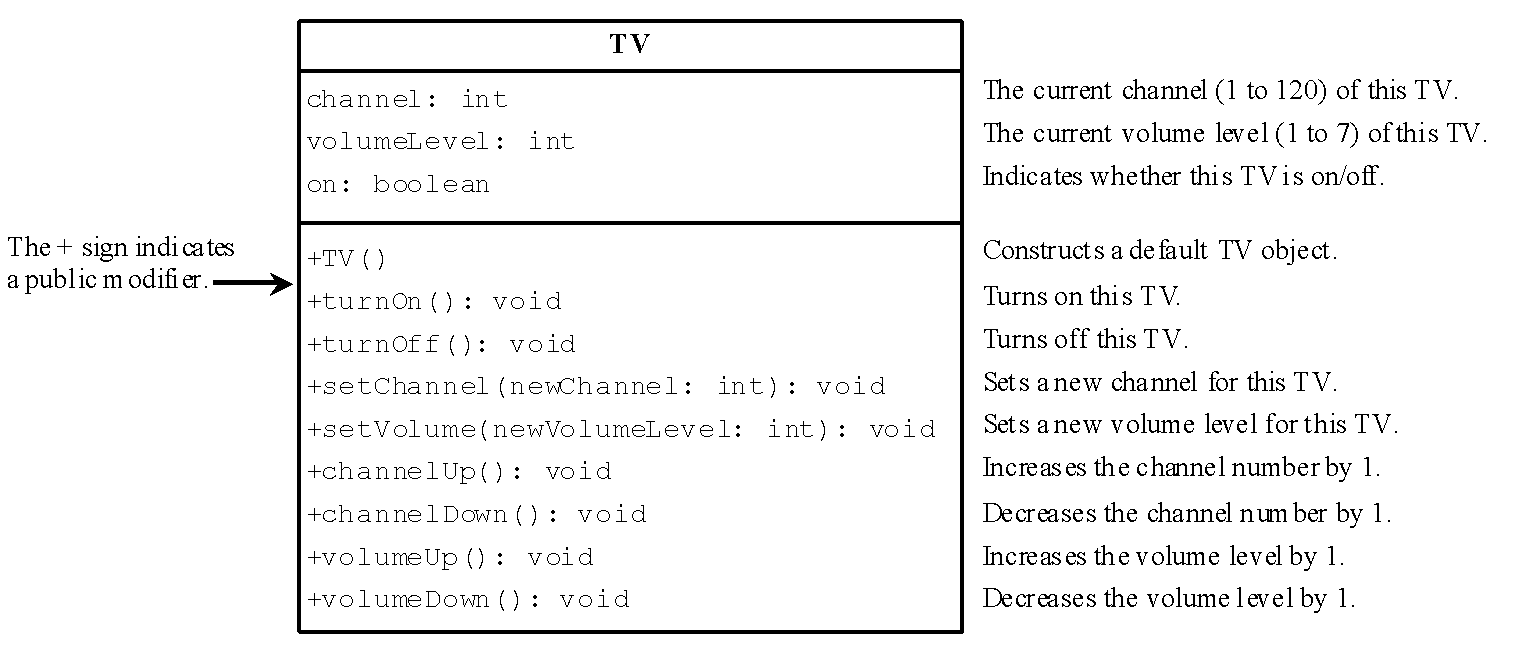 TV
channel: int
The current channel (1 to 120) of this TV.
volumeLevel: int
The current volume level (1 to 7) of this TV.
on: boolean
Indicates whether this TV is on/off.
The + sign indicates
a public modifier.
+TV()
Constructs a default TV object.
+turnOn(): void
Turns on this TV.
+turnOff(): void
Turns off this TV.
+setChannel(newChannel: int): void
Sets a new channel for this TV.
+setVolume(newVolumeLevel: int): void
Sets a new volume level for this TV.
+channelUp(): void
Increases the channel number by 1.
+channelDown(): void
Decreases the channel number by 1.
+volumeUp(): void
Increases the volume level by 1.
+volumeDown(): void
Decreases the volume level by 1.